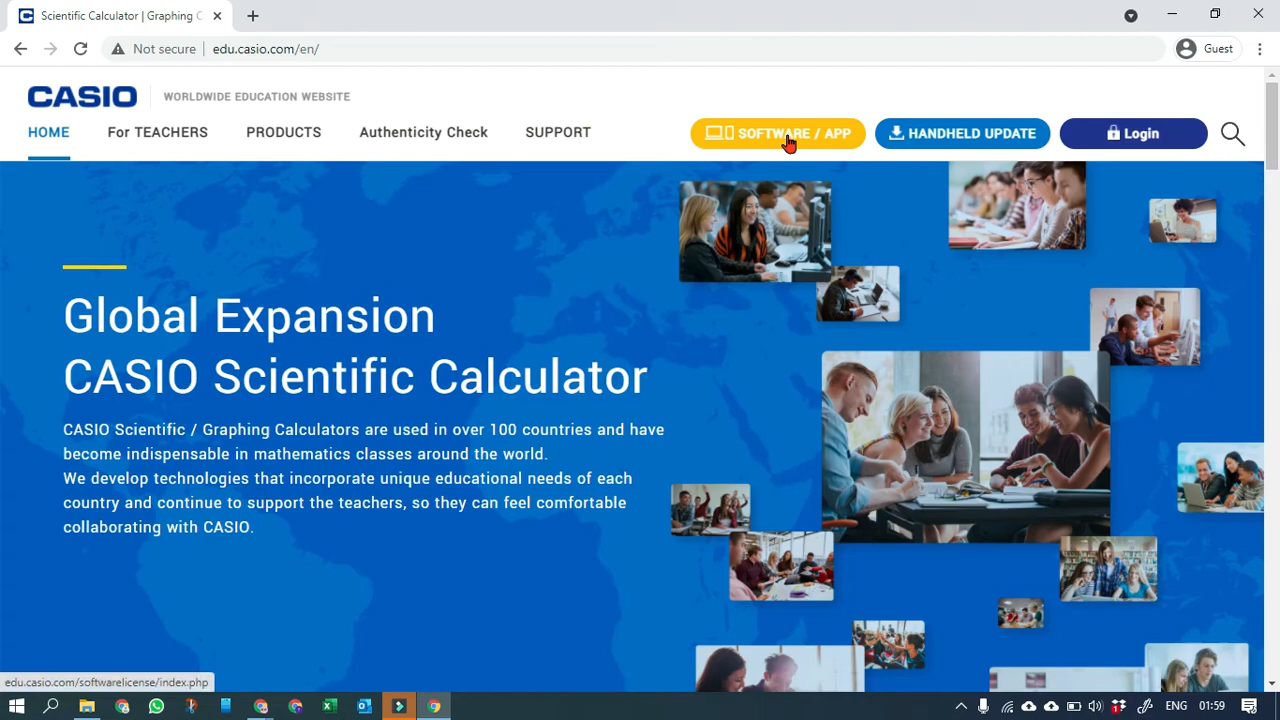 Scientific Calculator | Graphing C
Not secure
edu.casio.com/en/
Guest
CASIO
WORLDWIDE EDUCATION WEBSITE
HOME
For TEACHERS
PRODUCTS
Authenticity Check
SUPPORT
SOFTWARE / APP
HANDHELD UPDATE
Login
Global Expansion
CASIO Scientific Calculator
CASIO Scientific / Graphing Calculators are used in over 100 countries and have
become indispensable in mathematics classes around the world.
We develop technologies that incorporate unique educational needs of each
country and continue to support the teachers, so they can feel comfortable
collaborating with CASIO.
edu.casio.com/softwarelicense/index.php
ENG
01:59